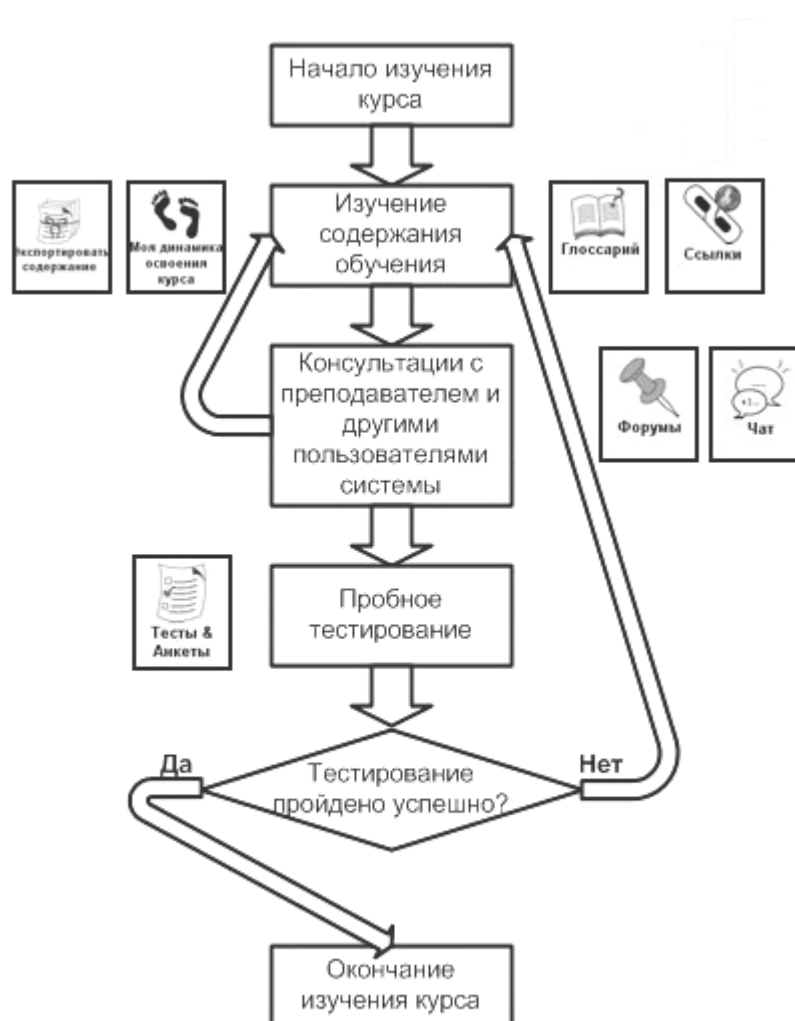 Начало изучения
курса
Экспортировать
содержание
Моя динамика
освоения
курса
Изучение
содержания
обучения
Глоссарий
Ссылки
Консультации с
преподавателем и
другими
пользователями
системы
Форумы
Чат
Тесты &
Анкеты
Пробное
тестирование
Да
Тестирование
пройдено успешно?
Нет
Окончание
изучения курса